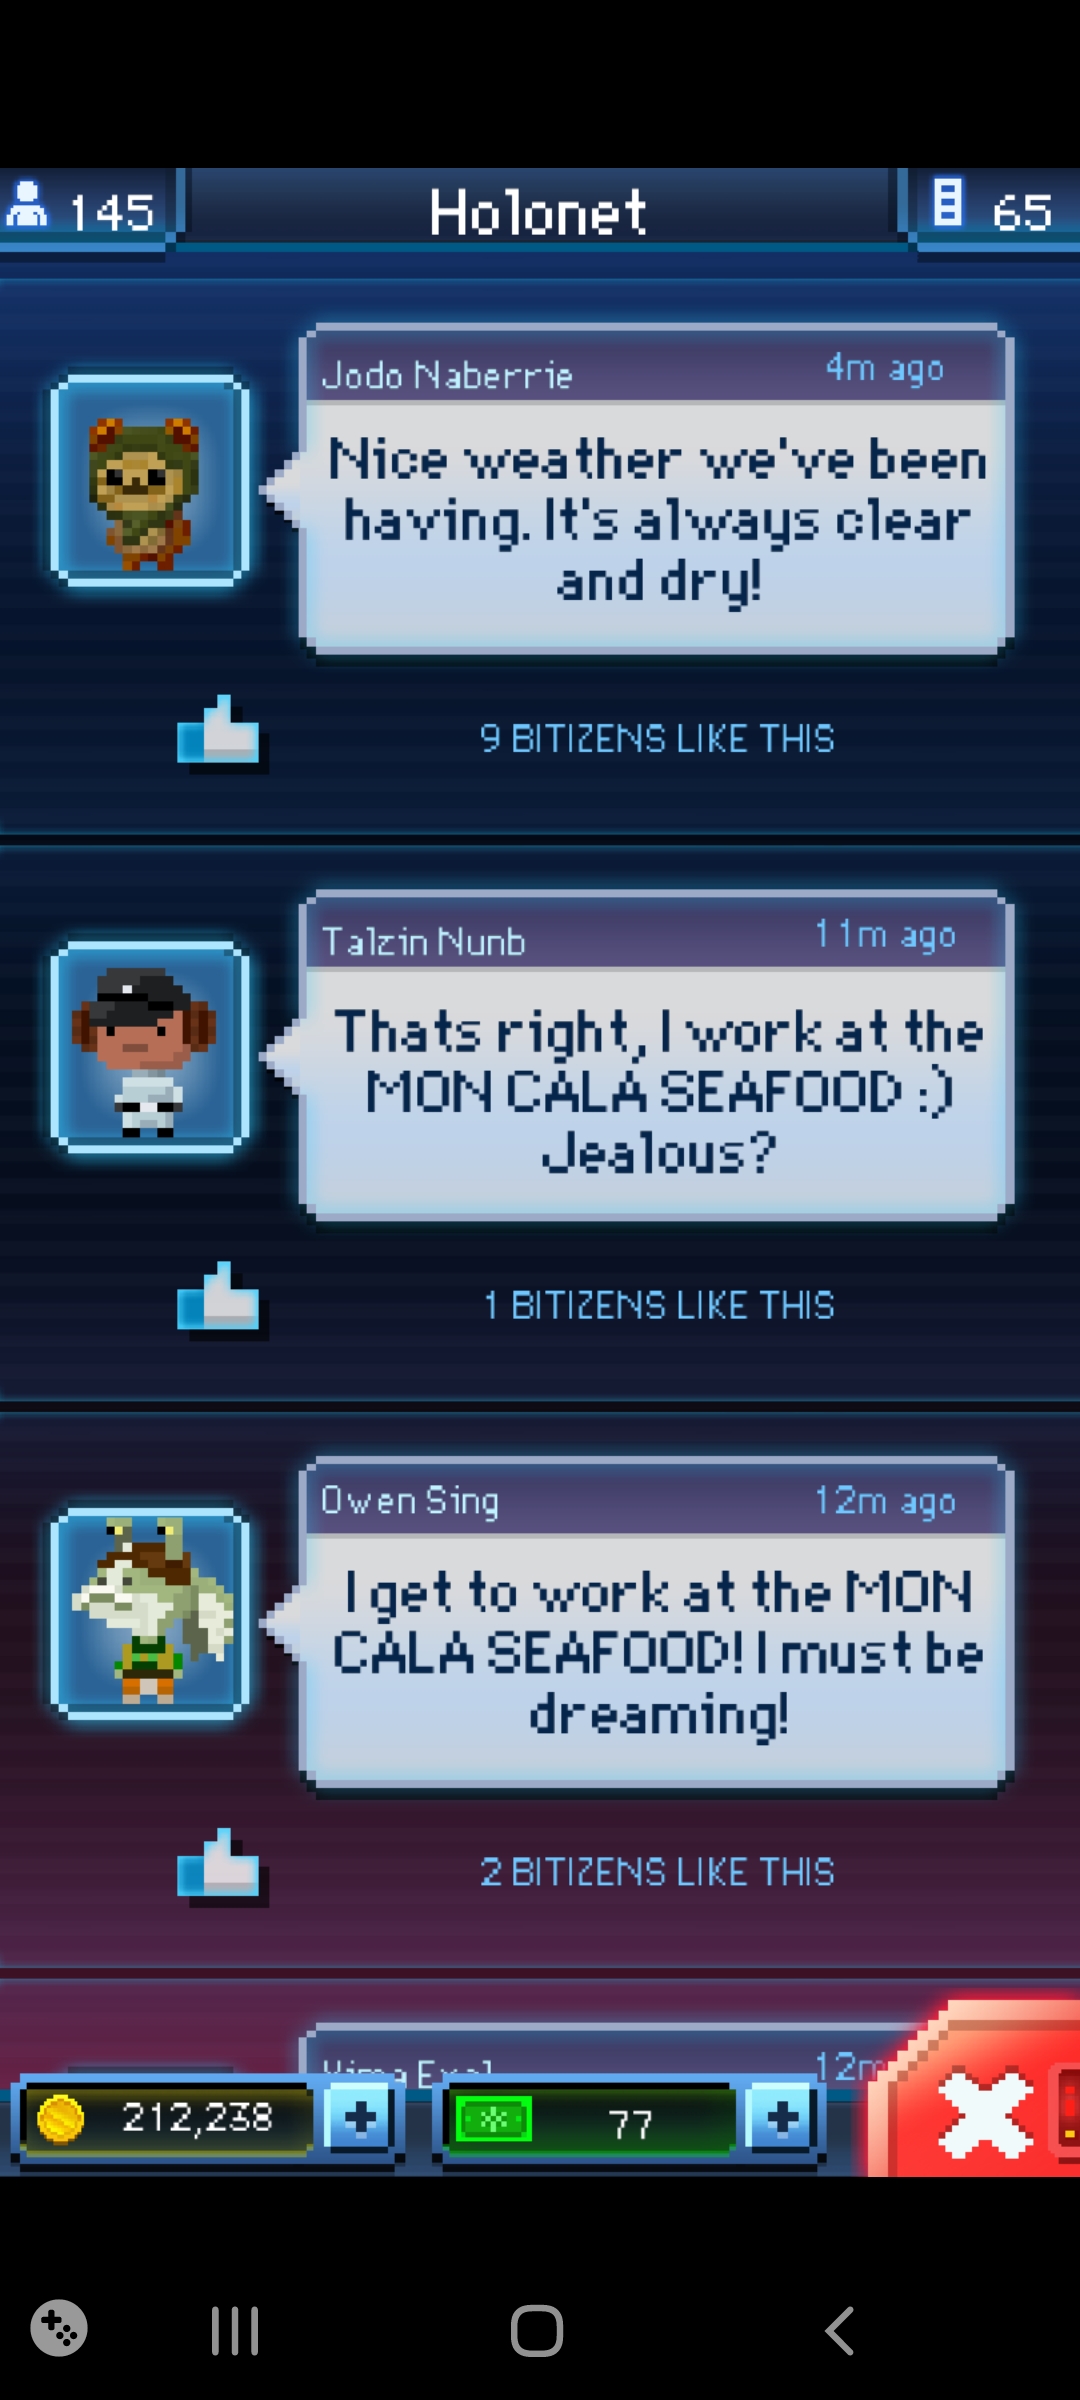 145 Holonet 65
Jodo Naberrie 4m ago
Nice weather we've been
having. It's always clear
and dry!
9 BITIZENS LIKE THIS
Talzin Nunb 11m ago
Thats right, I work at the
MON CALA SEAFOOD :)
Jealous?
1 BITIZENS LIKE THIS
Owen Sing 12m ago
I get to work at the MON
CALA SEAFOOD! I must be
dreaming!
2 BITIZENS LIKE THIS
12m
212,238 77